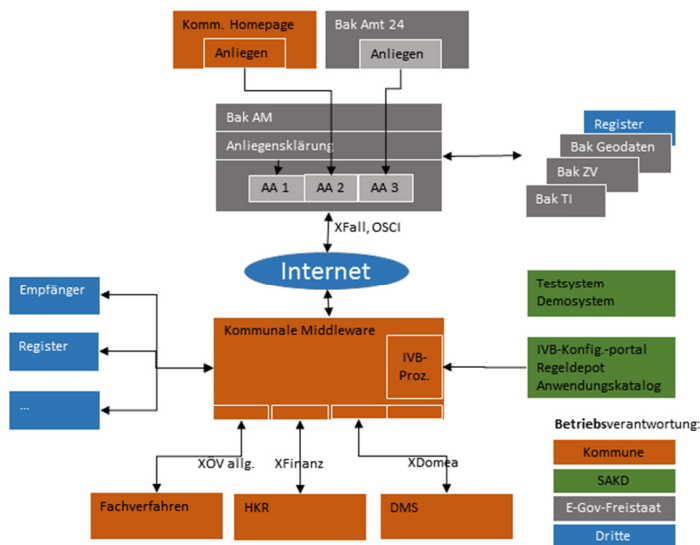 Komm. Homepage
Anliegen
Bak Amt 24
Anliegen
Bak AM
Anliegensklärung
AA 1
AA 2
AA 3
Register
Bak Geodaten
Bak ZV
Bak TI
XFall, OSCI
Internet
Empfänger
Register
...
Kommunale Middleware
IVB-
Proz.
Testsystem
Demosystem
IVB-Konfig.-portal
Regeldepot
Anwendungskatalog
XÖV allg.
XFinanz
XDomea
Fachverfahren
HKR
DMS
Betriebsverantwortung:
Kommune
SAKD
E-Gov-Freistaat
Dritte